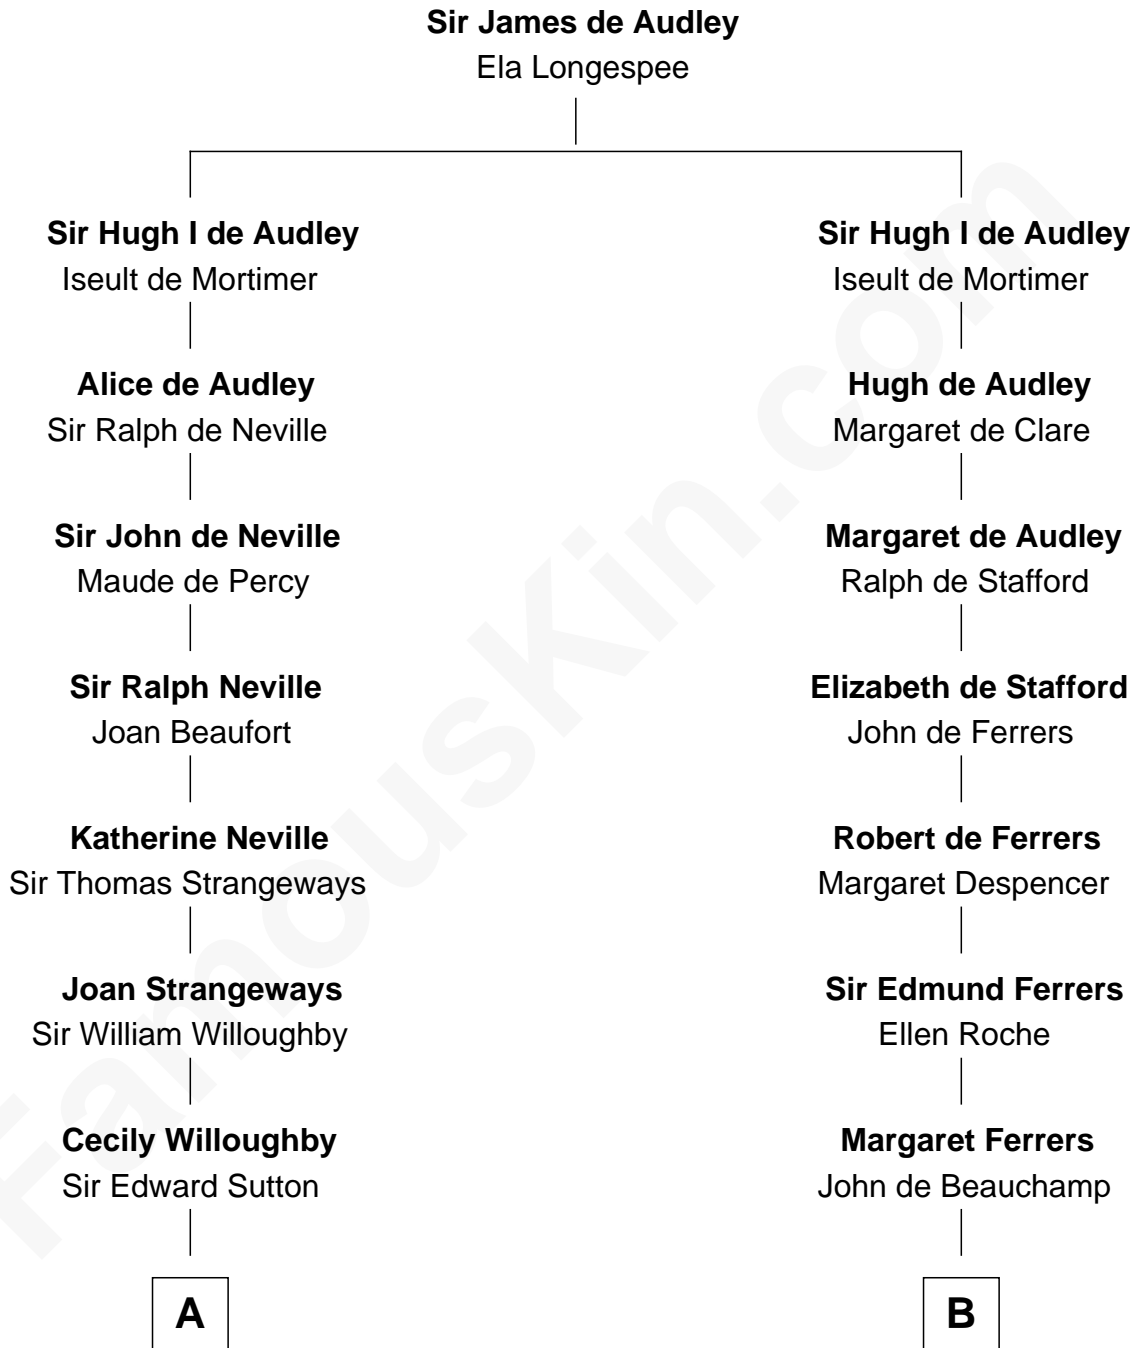 Sir James de Audley
Ela Longespee
Sir Hugh I de Audley
Iseult de Mortimer
Alice de Audley
Sir Ralph de Neville
Sir John de Neville
Maude de Percy
Sir Ralph Neville
Joan Beaufort
Katherine Neville
Sir Thomas Strangeways
Joan Strangeways
Sir William Willoughby
Cecily Willoughby
Sir Edward Sutton
A
Sir Hugh I de Audley
Iseult de Mortimer
Hugh de Audley
Margaret de Clare
Margaret de Audley
Ralph de Stafford
Elizabeth de Stafford
John de Ferrers
Robert de Ferrers
Margaret Despencer
Sir Edmund Ferrers
Ellen Roche
Margaret Ferrers
John de Beauchamp
B
FamousKin.com